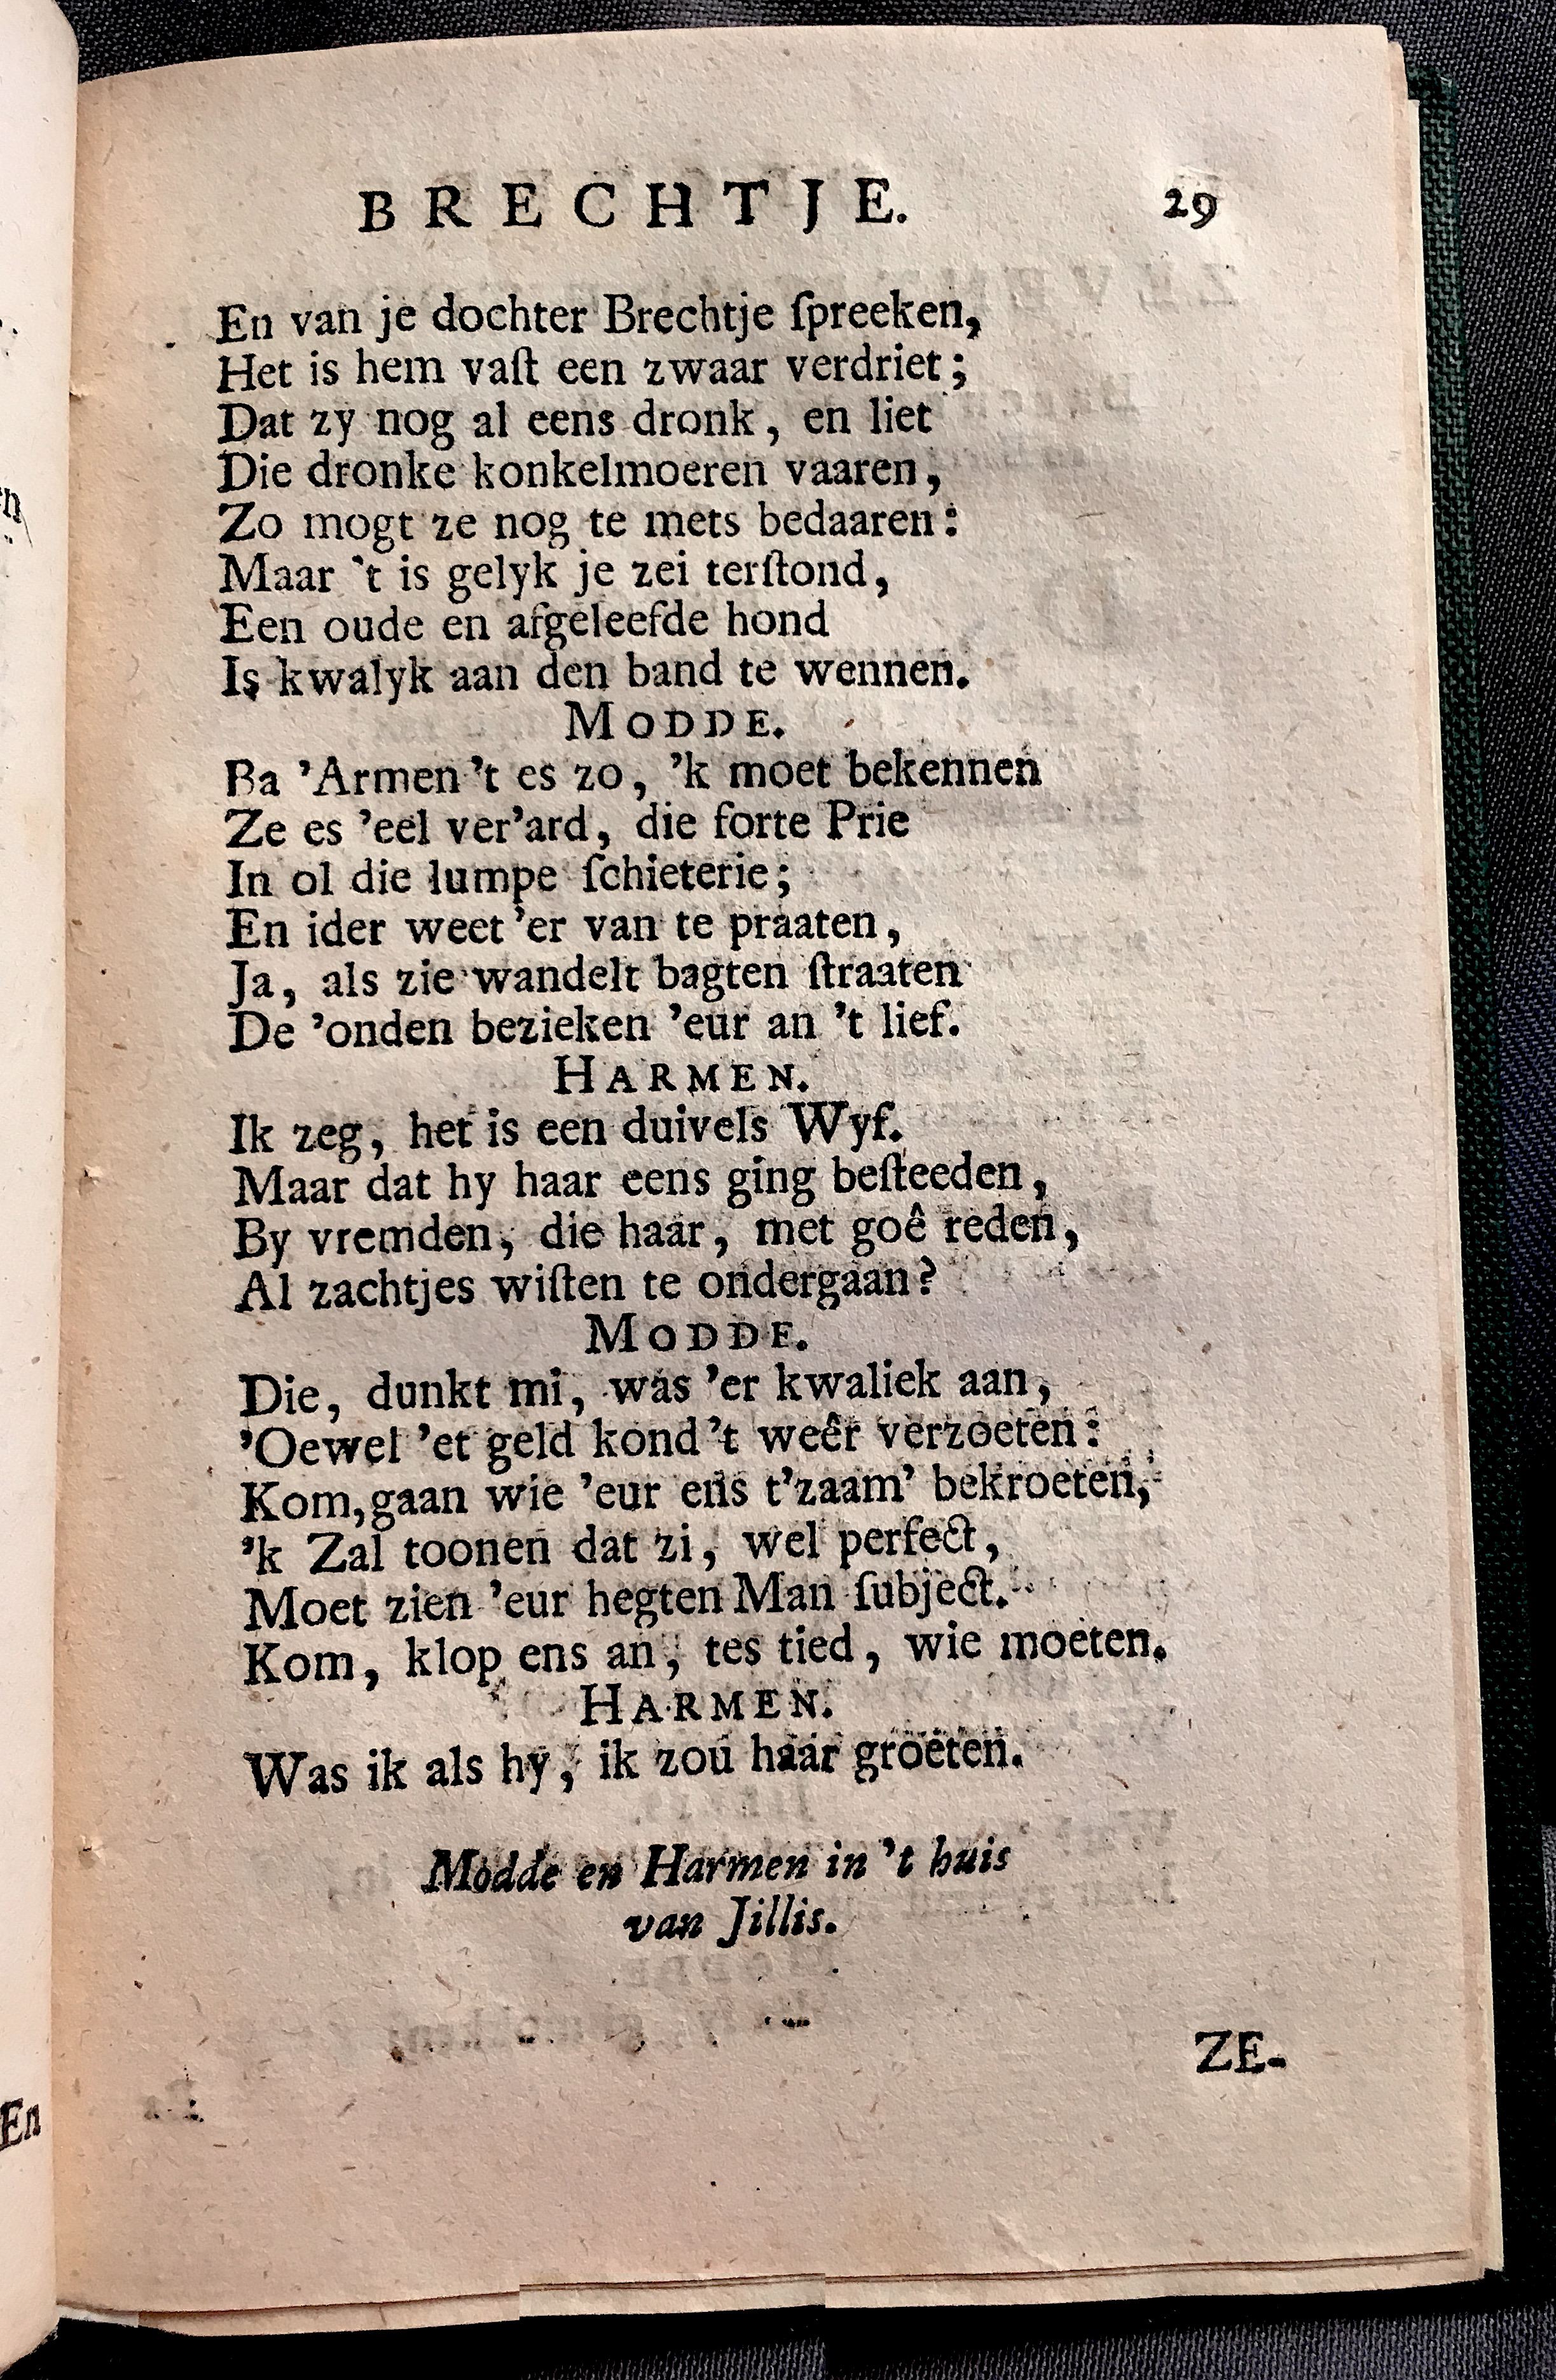 BRECHTJE. 29
En van je dochter Brechtje ſpreeken,
Het is hem vaſt een zwaar verdriet;
Dat zy nog al eens dronk, en liet
Die dronke konkelmoeren vaaren,
Zo mogt ze nog te mets bedaaren:
Maar 't is gelyk je zei terſtond,
Een oude en afgeleefde hond
Is kwalyk aan den band te wennen.
MODDE.
Ba 'Armen 't es zo, 'k moet bekennen
Ze es 'eel ver'ard, die forte Prie
In ol die lumpe ſchieterie;
En ider weet 'er van te praaten,
Ja, als zie wandelt bagten ſtraaten
De 'onden bezieken 'eur an 't lief.
HARMEN.
Ik zeg, het is een duivels Wyf.
Maar dat hy haar eens ging beſteeden,
By vremden, die haar, met goê reden,
Al zachtjes wiſten te ondergaan?
MODDE.
Die, dunkt mi, was 'er kwaliek aan,
'Oewel 'et geld kond 't weêr verzoeten:
Kom, gaan wie 'eur ens t'zaam' bekroeten,
'k Zal toonen dat zi, wel perfect,
Moet zien 'eur hegten Man ſubject.
Kom, klop ens an, tes tied, wie moeten.
HARMEN.
Was ik als hy, ik zou haar groeten.
Modde en Harmen in 't huis
van Jillis.
ZE-
En